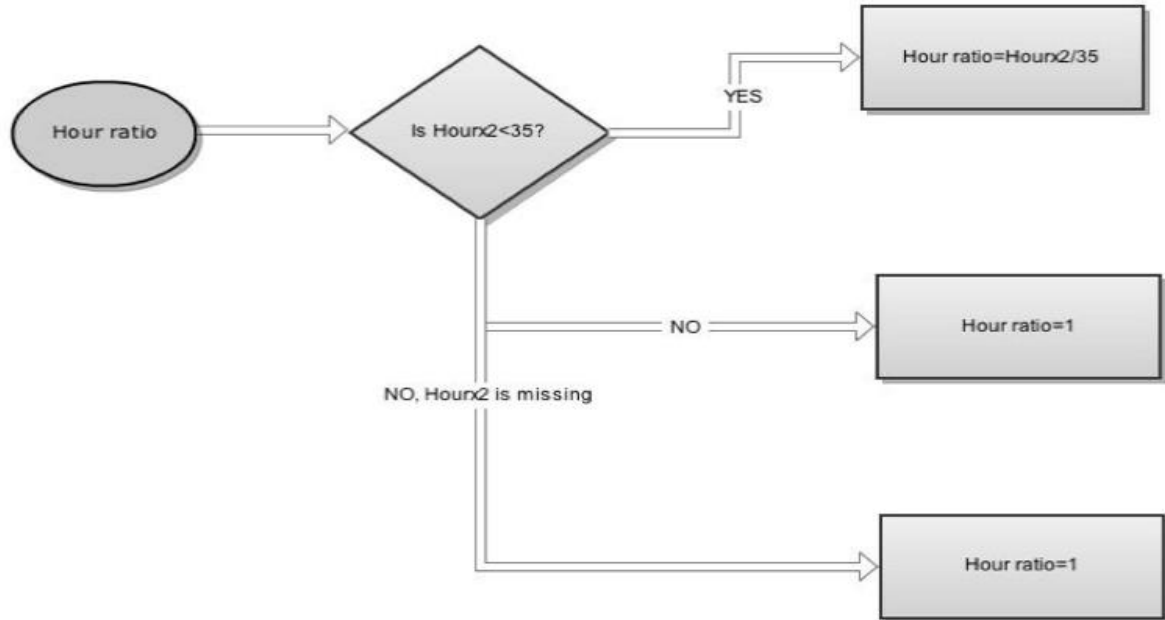 Hour ratio=Hourx2/35
YES
Hour ratio
Is Hourx2<35?
NO
Hour ratio=1
NO, Hourx2 is missing
Hour ratio=1